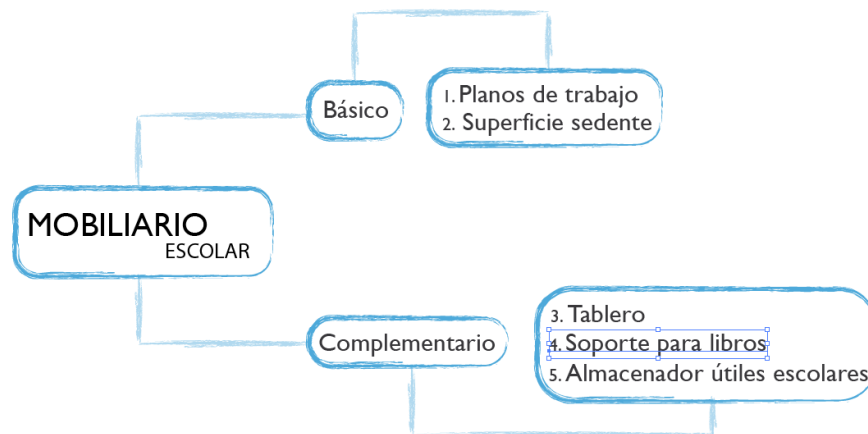 Básico
1. Planos de trabajo
2. Superficie sedente
MOBILIARIO
ESCOLAR
Complementario
3. Tablero
4. Soporte para libros
5. Almacenador útiles escolares